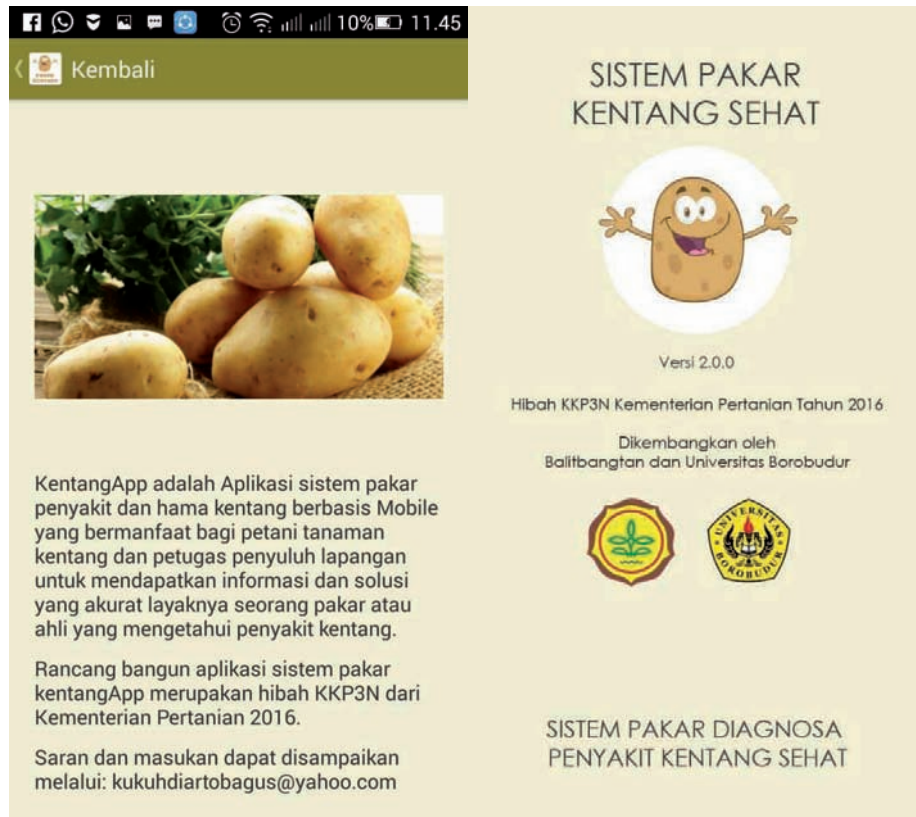 10% 11.45
Kembali
KentangApp adalah Aplikasi sistem pakar
penyakit dan hama kentang berbasis Mobile
yang bermanfaat bagi petani tanaman
kentang dan petugas penyuluh lapangan
untuk mendapatkan informasi dan solusi
yang akurat layaknya seorang pakar atau
ahli yang mengetahui penyakit kentang.
Rancang bangun aplikasi sistem pakar
kentangApp merupakan hibah KKP3N dari
Kementerian Pertanian 2016.
Saran dan masukan dapat disampaikan
melalui: kukuhdiartobagus@yahoo.com
SISTEM PAKAR
KENTANG SEHAT
Versi 2.0.0
Hibah KKP3N Kementerian Pertanian Tahun 2016
Dikembangkan oleh
Balitbangtan dan Universitas Borobudur
UNIVERSITAS
BOROBUDUR
SISTEM PAKAR DIAGNOSA
PENYAKIT KENTANG SEHAT